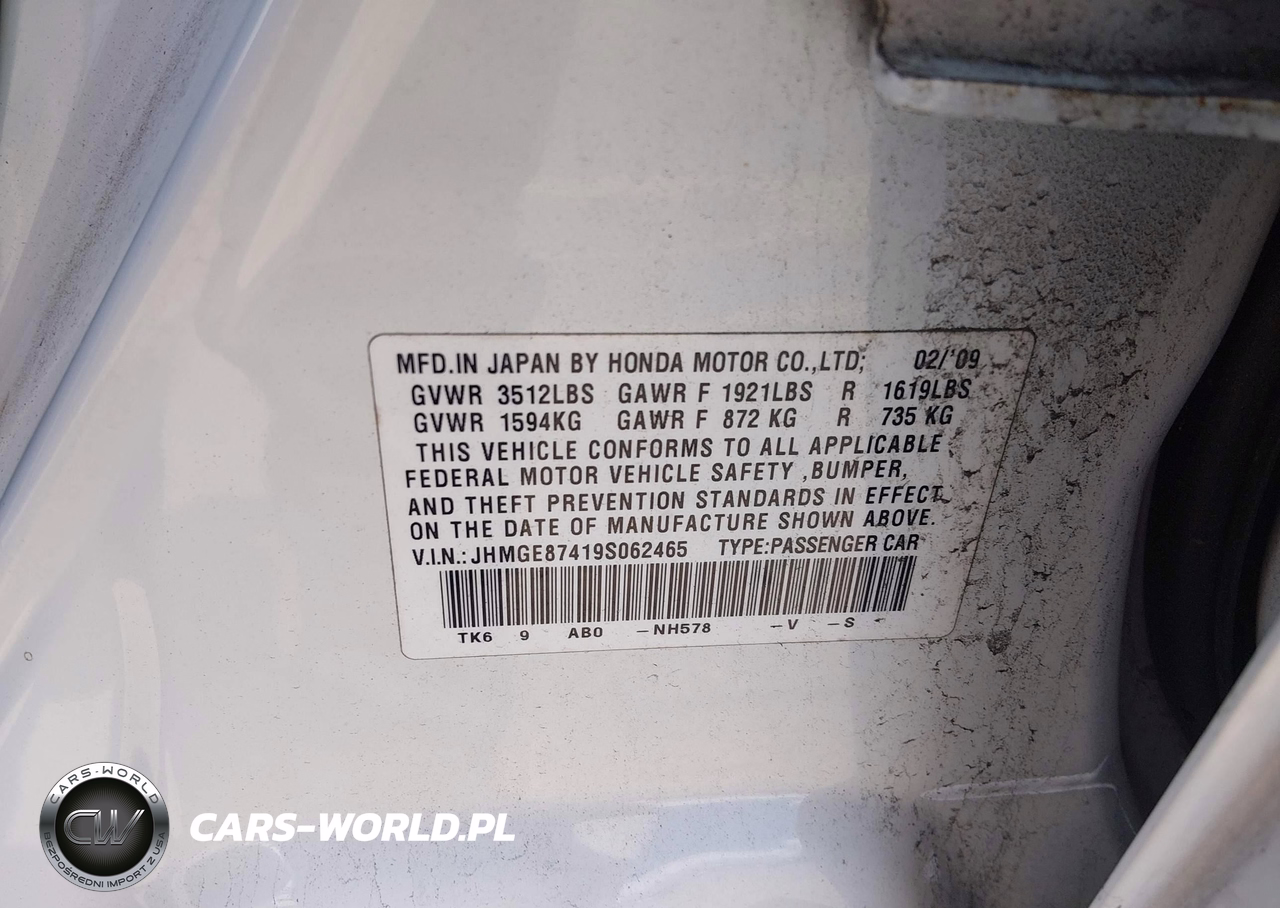 MFD.IN JAPAN BY HONDA MOTOR CO.,LTD; 02/'09
GVWR 3512LBS GAWR F 1921LBS R 1619LBS
GVWR 1594KG GAWR F 872 KG R 735 KG
THIS VEHICLE CONFORMS TO ALL APPLICABLE
FEDERAL MOTOR VEHICLE SAFETY ,BUMPER,
AND THEFT PREVENTION STANDARDS IN EFFECT
ON THE DATE OF MANUFACTURE SHOWN ABOVE.
V.I.N.: JHMGE87419S062465 TYPE:PASSENGER CAR
TK6 9 AB0 -NH578 -V -S -
CARS-WORLD
CW
BEZPOŚREDNI IMPORT Z USA
CARS-WORLD.PL